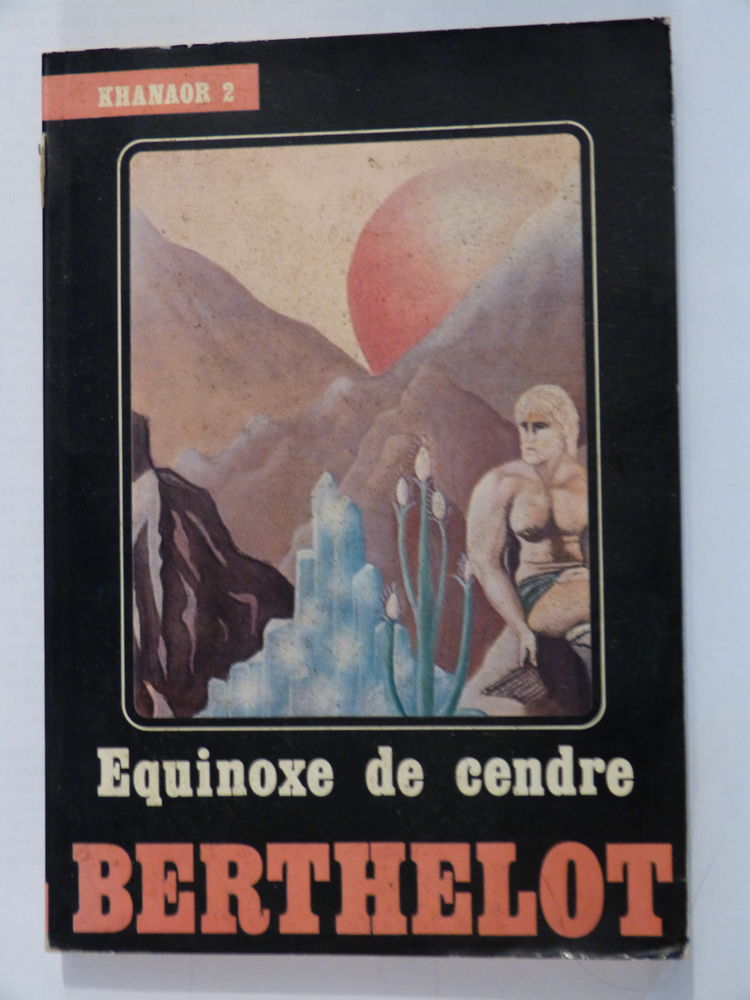 KHANAOR 2
Equinoxe de cendre
BERTHELOT